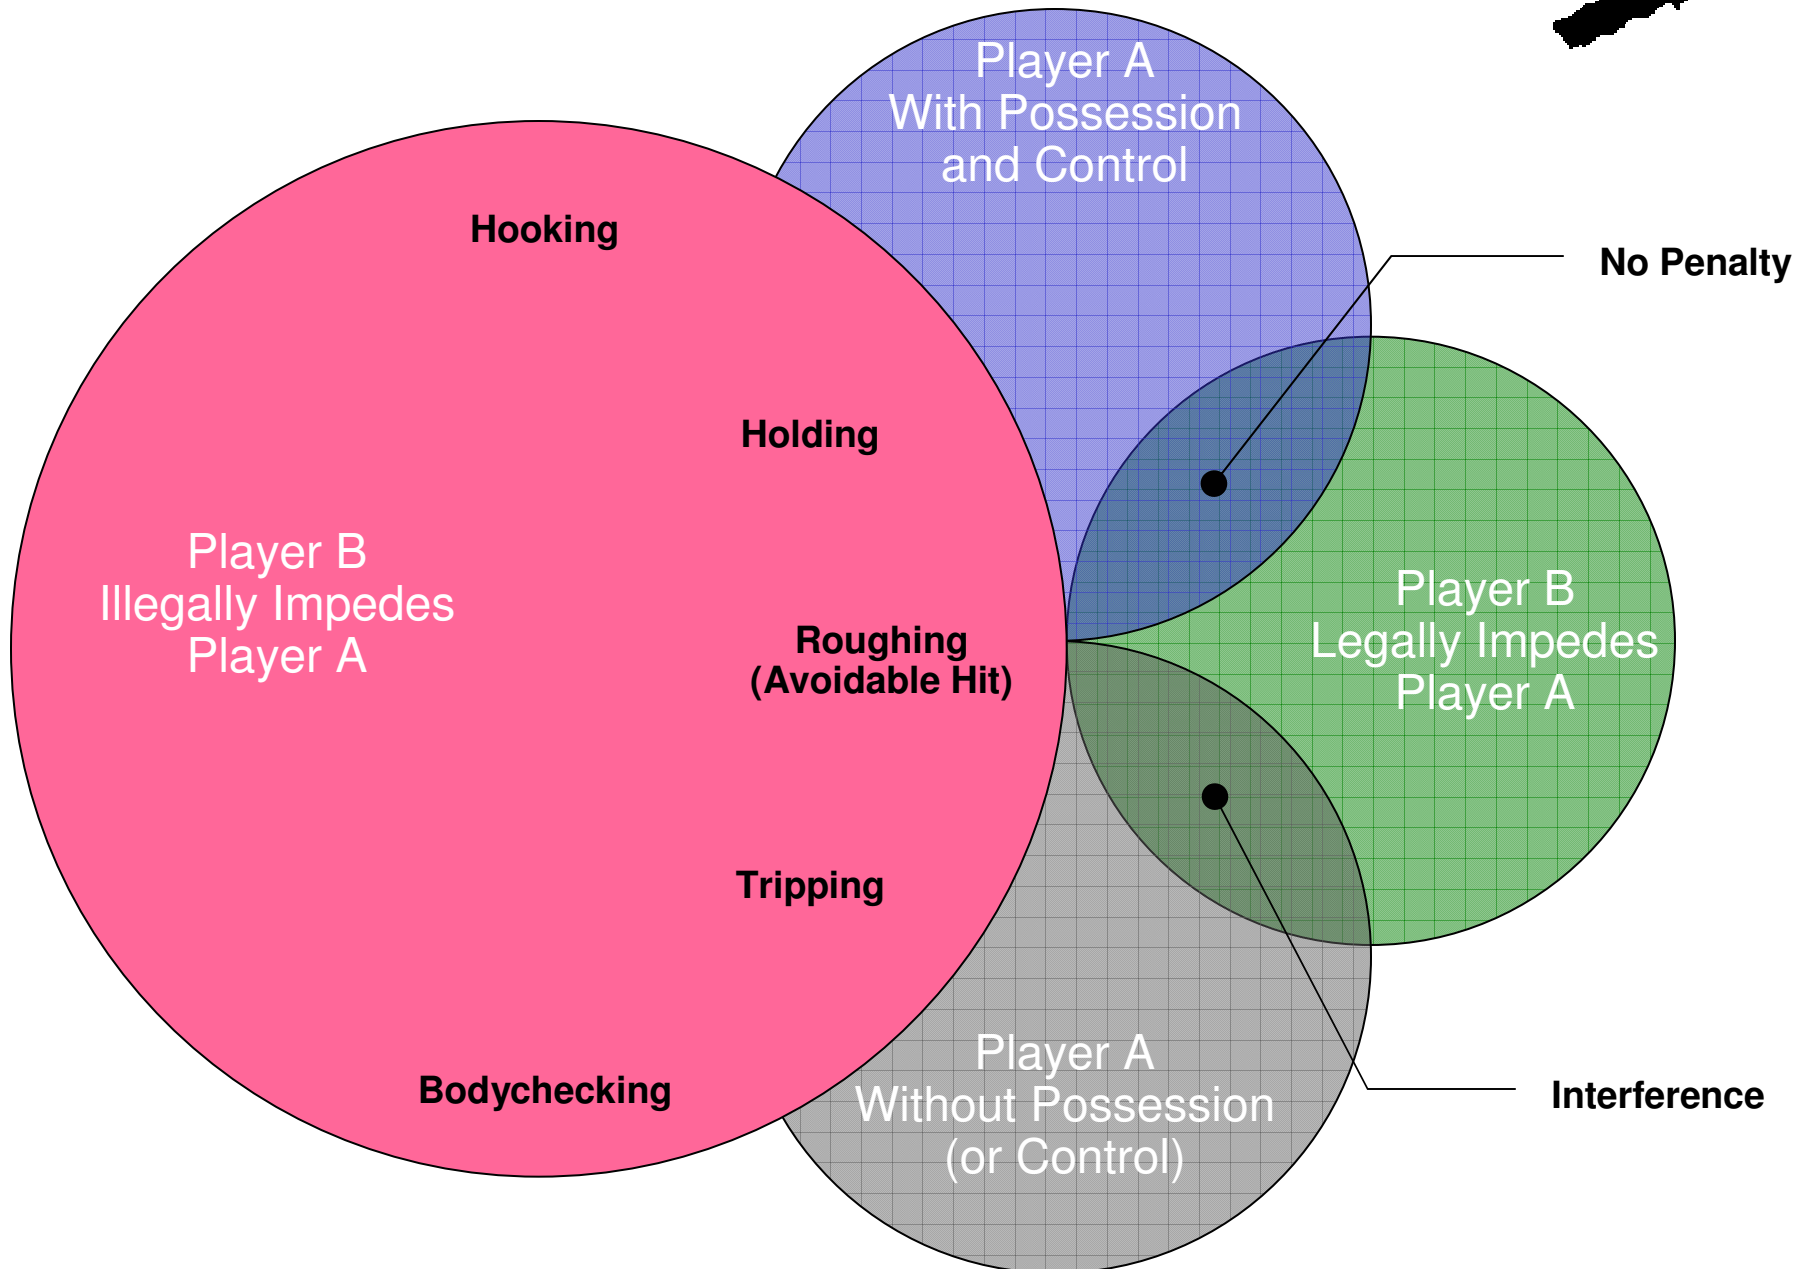 Player A
With Possession
and Control
Hooking
No Penalty
Holding
Player B
Illegally Impedes
Player A
Roughing
(Avoidable Hit)
Player B
Legally Impedes
Player A
Tripping
Player A
Without Possession
(or Control)
Bodychecking
Interference